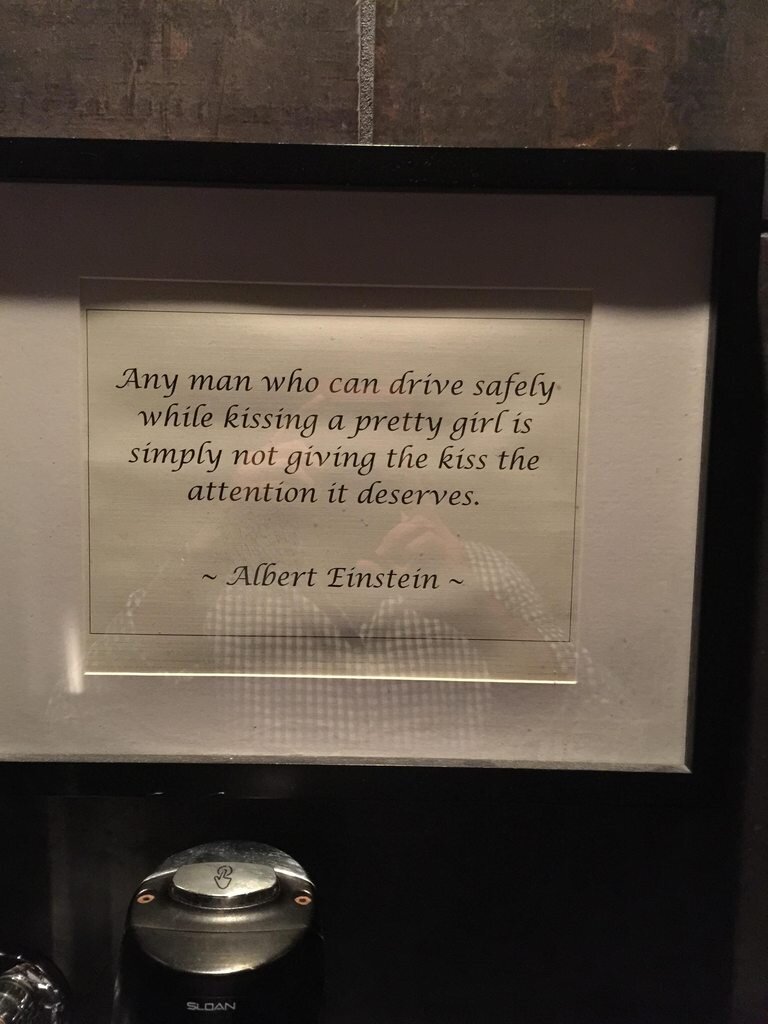 Any man who can drive safely
while kissing a pretty girl is
simply not giving the kiss the
attention it deserves.
~ Albert Einstein ~
SLOAN